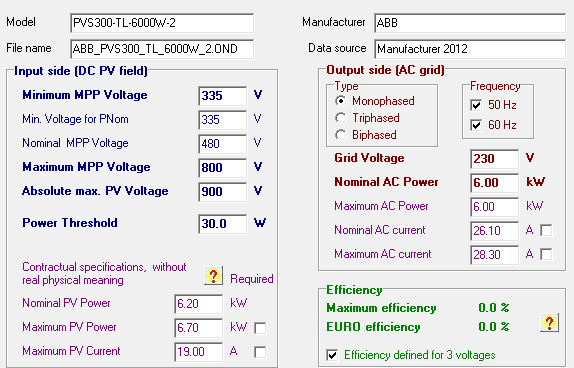 Model PVS300-TL-6000W-2
File name ABB_PVS300_TL_6000W_2.OND
Manufacturer ABB
Data source Manufacturer 2012
Input side (DC PV field)
Minimum MPP Voltage 335 V
Min. Voltage for PNom 335 V
Nominal MPP Voltage 480 V
Maximum MPP Voltage 800 V
Absolute max. PV Voltage 900 V
Power Threshold 30.0 W
Contractual specifications, without
real physical meaning ? Required
Nominal PV Power 6.20 kW
Maximum PV Power 6.70 kW
Maximum PV Current 19.00 A
Output side (AC grid)
Type
Monophased
Triphased
Biphased
Frequency
50 Hz
60 Hz
Grid Voltage 230 V
Nominal AC Power 6.00 kW
Maximum AC Power 6.00 kW
Nominal AC current 26.10 A
Maximum AC current 28.30 A
Efficiency
Maximum efficiency 0.0 %
EURO efficiency 0.0 % ?
Efficiency defined for 3 voltages